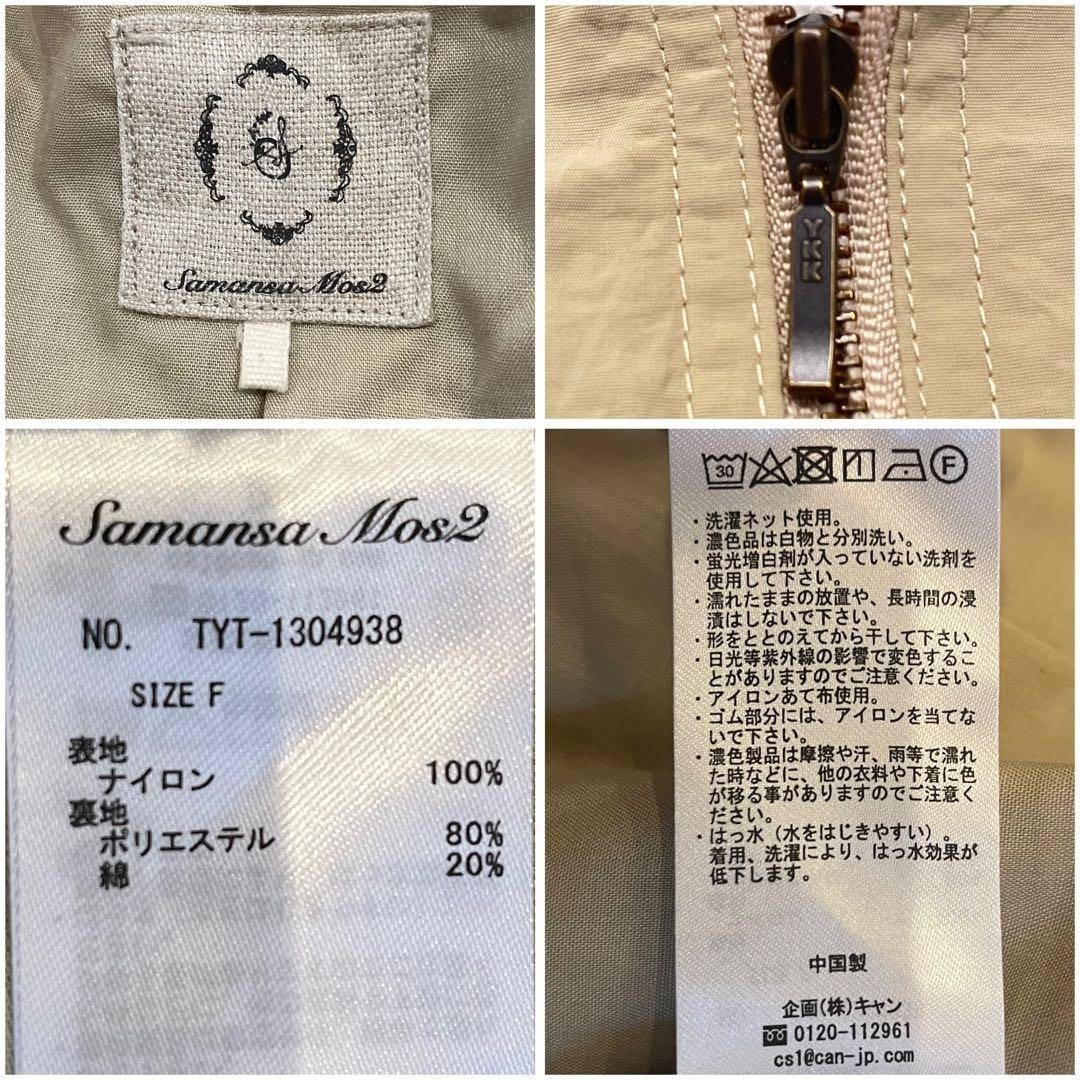 Samansa Mos2
YKK
Samansa Mos2
NO. TYT-1304938
SIZE F
表地
ナイロン 100%
裏地
ポリエステル 80%
綿 20%
30 F
・洗濯ネット使用。
・濃色品は白物と分別洗い。
・蛍光増白剤が入っていない洗剤を
使用して下さい。
・濡れたままの放置や、長時間の浸
漬はしないで下さい。
・形をととのえてから干して下さい。
・日光等紫外線の影響で変色するこ
とがありますのでご注意ください。
・アイロンあて布使用。
・ゴム部分には、アイロンを当てな
いで下さい。
・濃色製品は摩擦や汗、雨等で濡れ
た時などに、他の衣料や下着に色
が移る事がありますのでご注意く
ださい。
・はっ水（水をはじきやすい）。
着用、洗濯により、はっ水効果が
低下します。
中国製
企画(株)キャン
0120-112961
cs1@can-jp.com